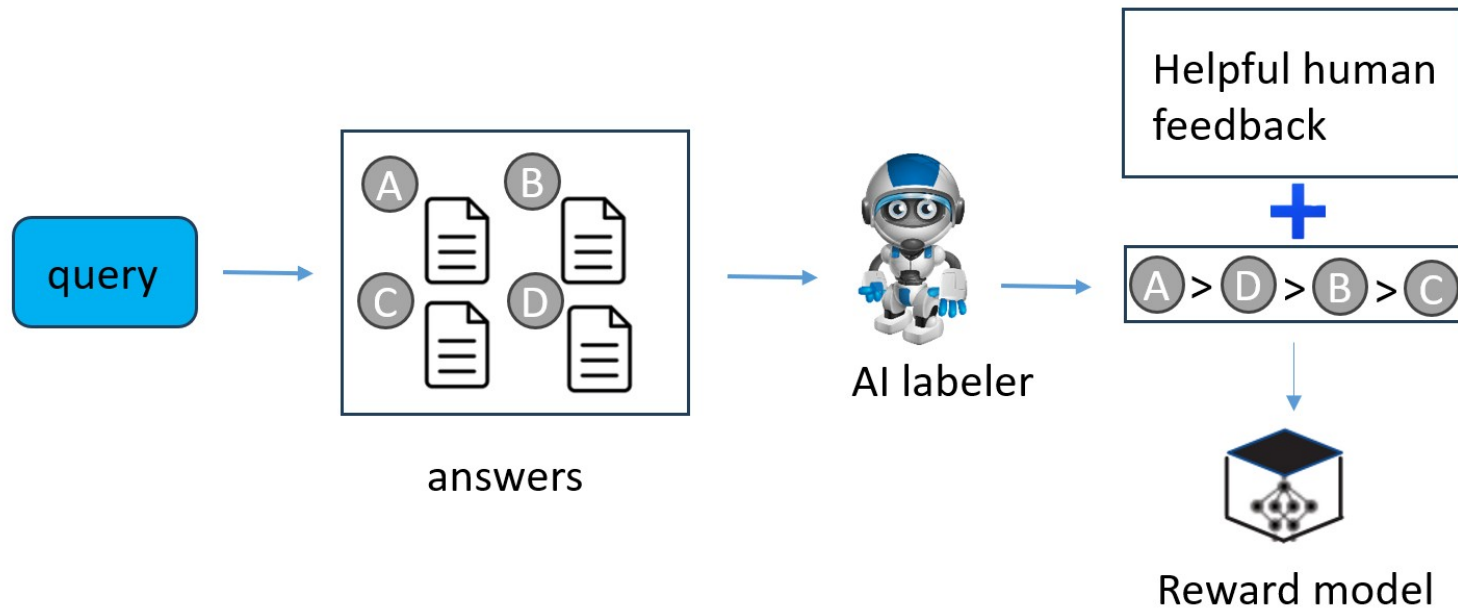 query
A
B
C
D
answers
AI labeler
Helpful human
feedback
A > D > B > C
Reward model